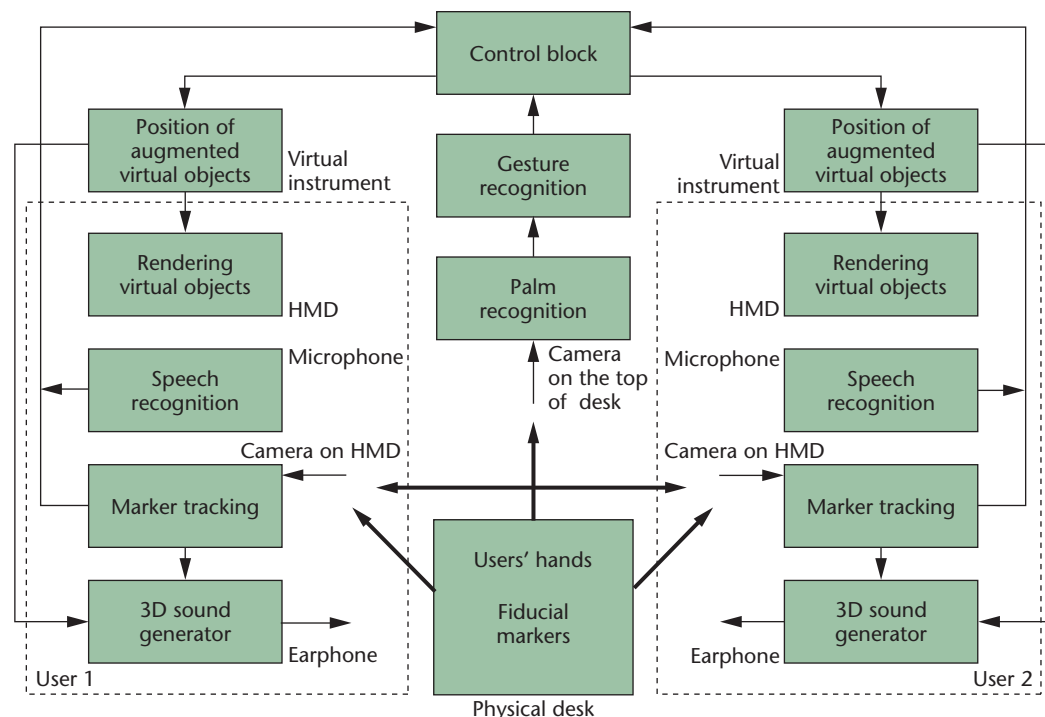 Control block
Position of
augmented
virtual objects
Virtual
instrument
Gesture
recognition
Virtual
instrument
Position of
augmented
virtual objects
Rendering
virtual objects
HMD
Palm
recognition
Rendering
virtual objects
HMD
Microphone
Speech
recognition
Camera
on the top
of desk
Microphone
Speech
recognition
Camera on HMD
Marker tracking
Camera on HMD
Marker tracking
Users' hands
Fiducial
markers
3D sound
generator
Earphone
User 1
3D sound
generator
Earphone
User 2
Physical desk